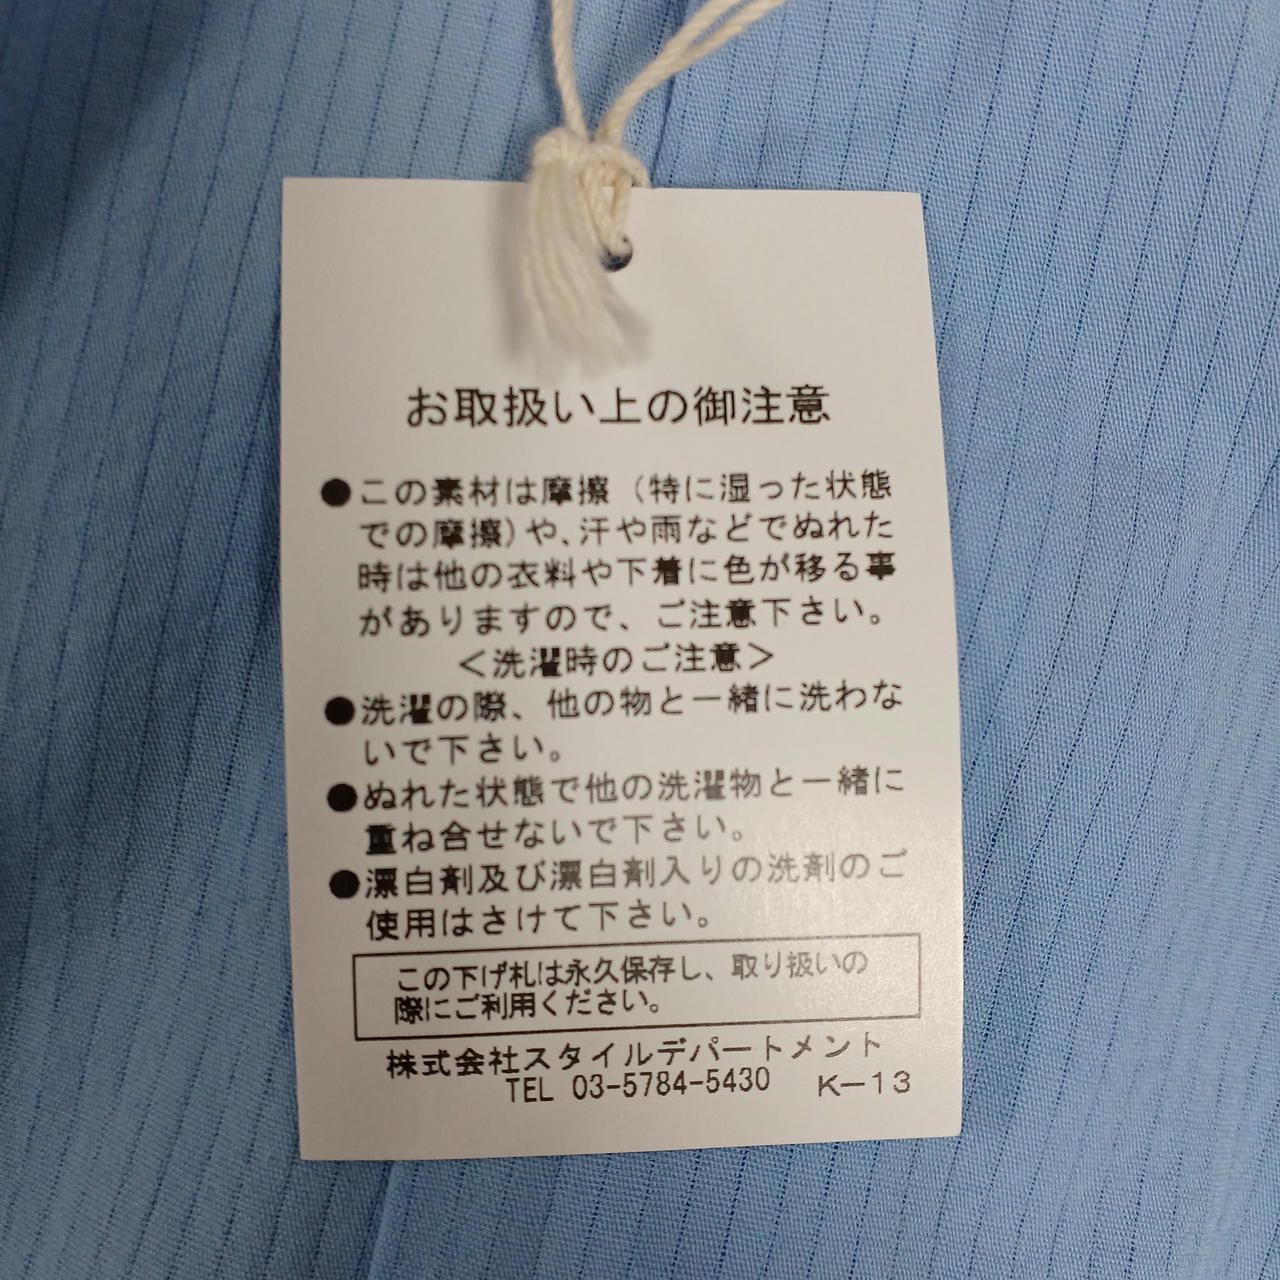 お取扱い上の御注意
●この素材は摩擦（特に湿った状態
での摩擦）や、汗や雨などでぬれた
時は他の衣料や下着に色が移る事
がありますので、ご注意下さい。
＜洗濯時のご注意＞
●洗濯の際、他の物と一緒に洗わな
いで下さい。
●ぬれた状態で他の洗濯物と一緒に
重ね合せないで下さい。
●漂白剤及び漂白剤入りの洗剤のご
使用はさけて下さい。
この下げ札は永久保存し、取り扱いの
際にご利用ください。
株式会社スタイルデパートメント
TEL 03-5784-5430 K-13